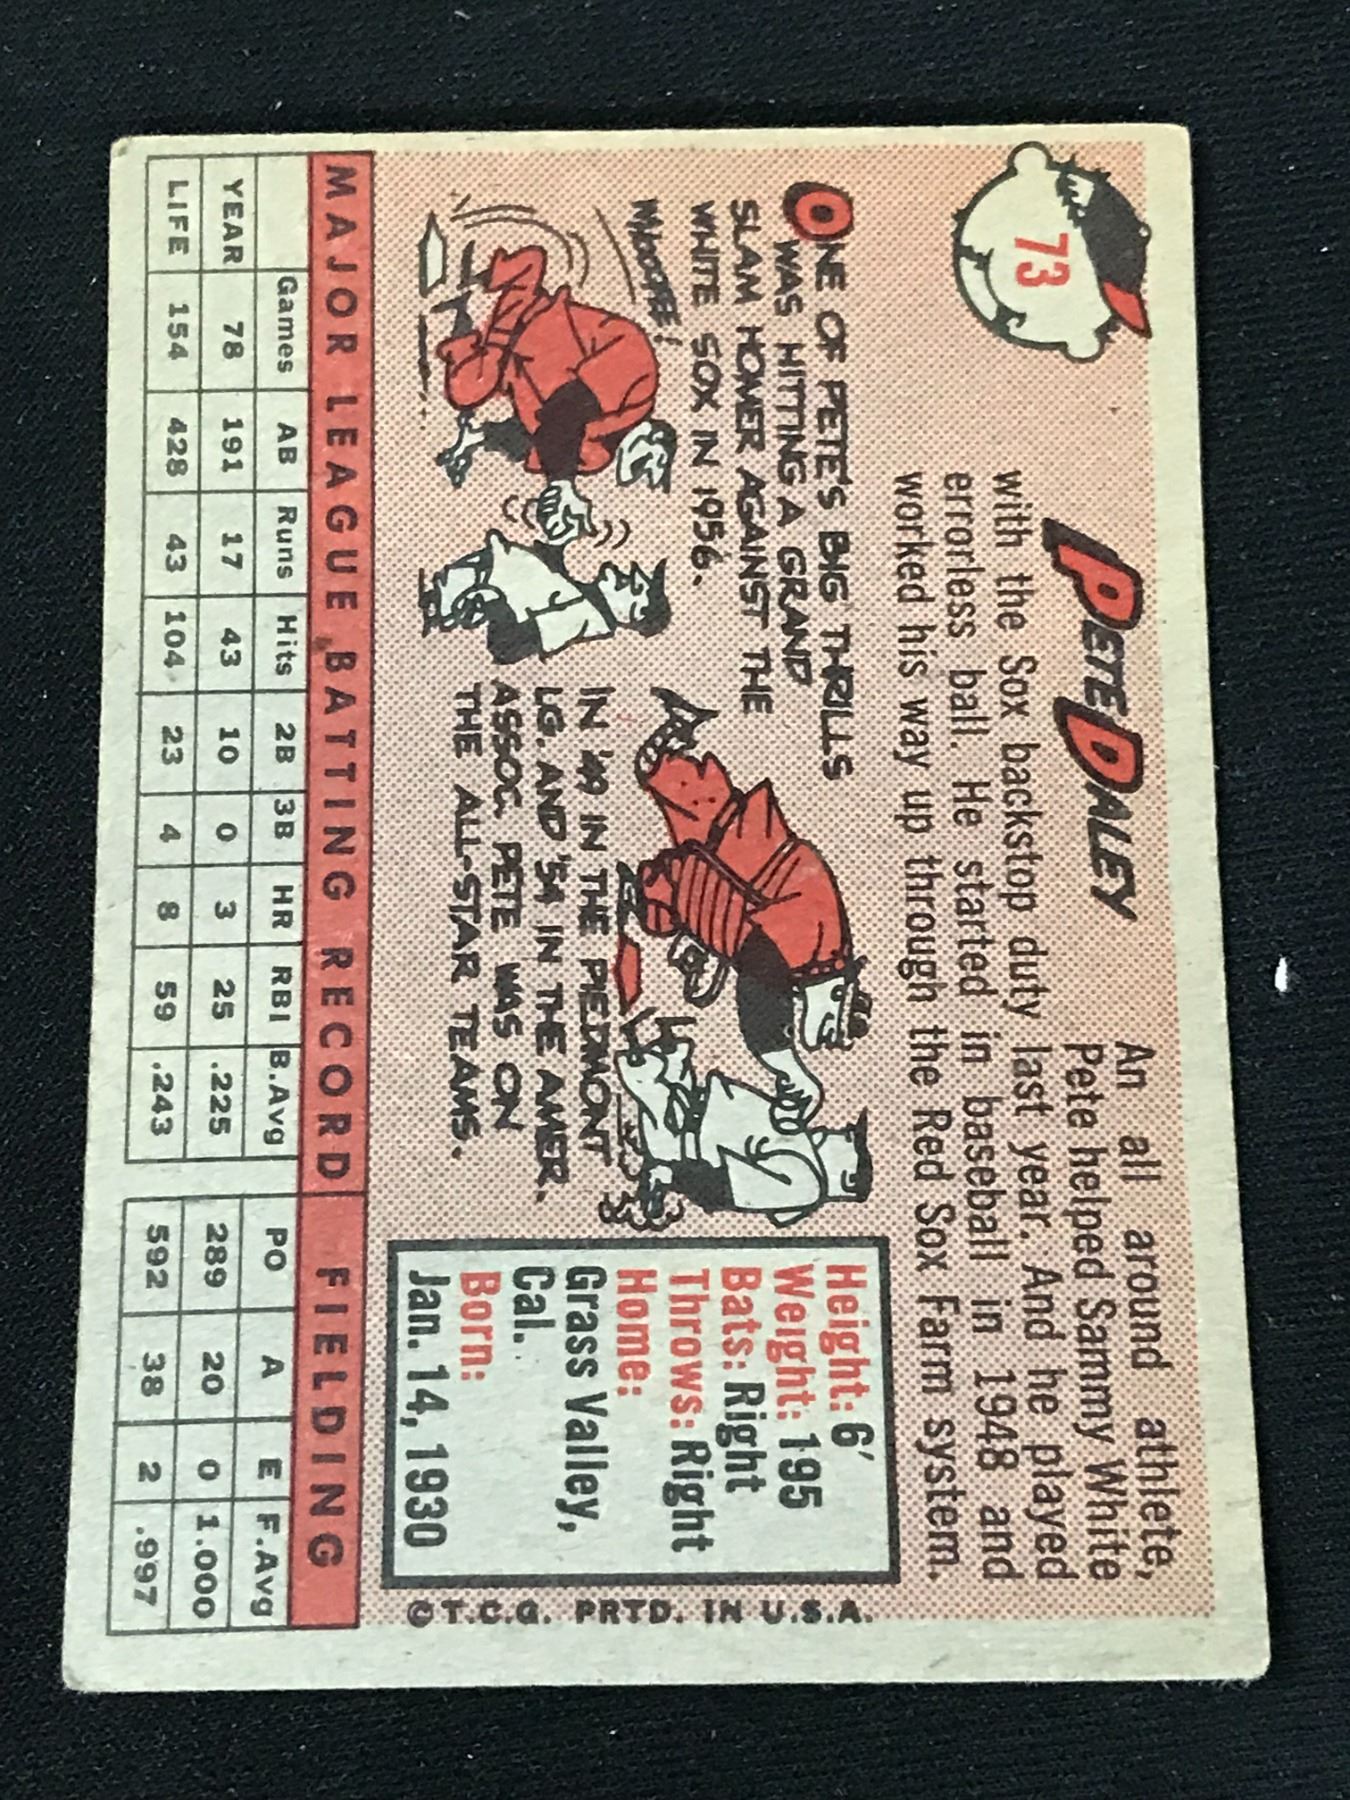 73
PETE DALEY
An all around athlete,
Pete helped Sammy White
with the Sox backstop duty last year. And he played
errorless ball. He started in baseball in 1948 and
worked his way up through the Red Sox Farm system.
ONE OF PETE'S BIG THRILLS
WAS HITTING A GRAND
SLAM HOMER AGAINST THE
WHITE SOX IN 1956.
WHOOPEE!
IN '49 IN THE PIEDMONT
LG. AND '54 IN THE AMER.
ASSOC. PETE WAS ON
THE ALL-STAR TEAMS.
Height: 6'
Weight: 195
Bats: Right
Throws: Right
Home:
Grass Valley,
Cal.
Born:
Jan. 14, 1930
© T.C.G. PRTD. IN U.S.A.
MAJOR LEAGUE BATTING RECORD FIELDING
Games AB Runs Hits 2B 3B HR RBI B.Avg PO A E F.Avg
YEAR 78 191 17 43 10 0 3 25 .225 289 20 0 1.000
LIFE 154 428 43 104 23 4 8 59 .243 592 38 2 .997